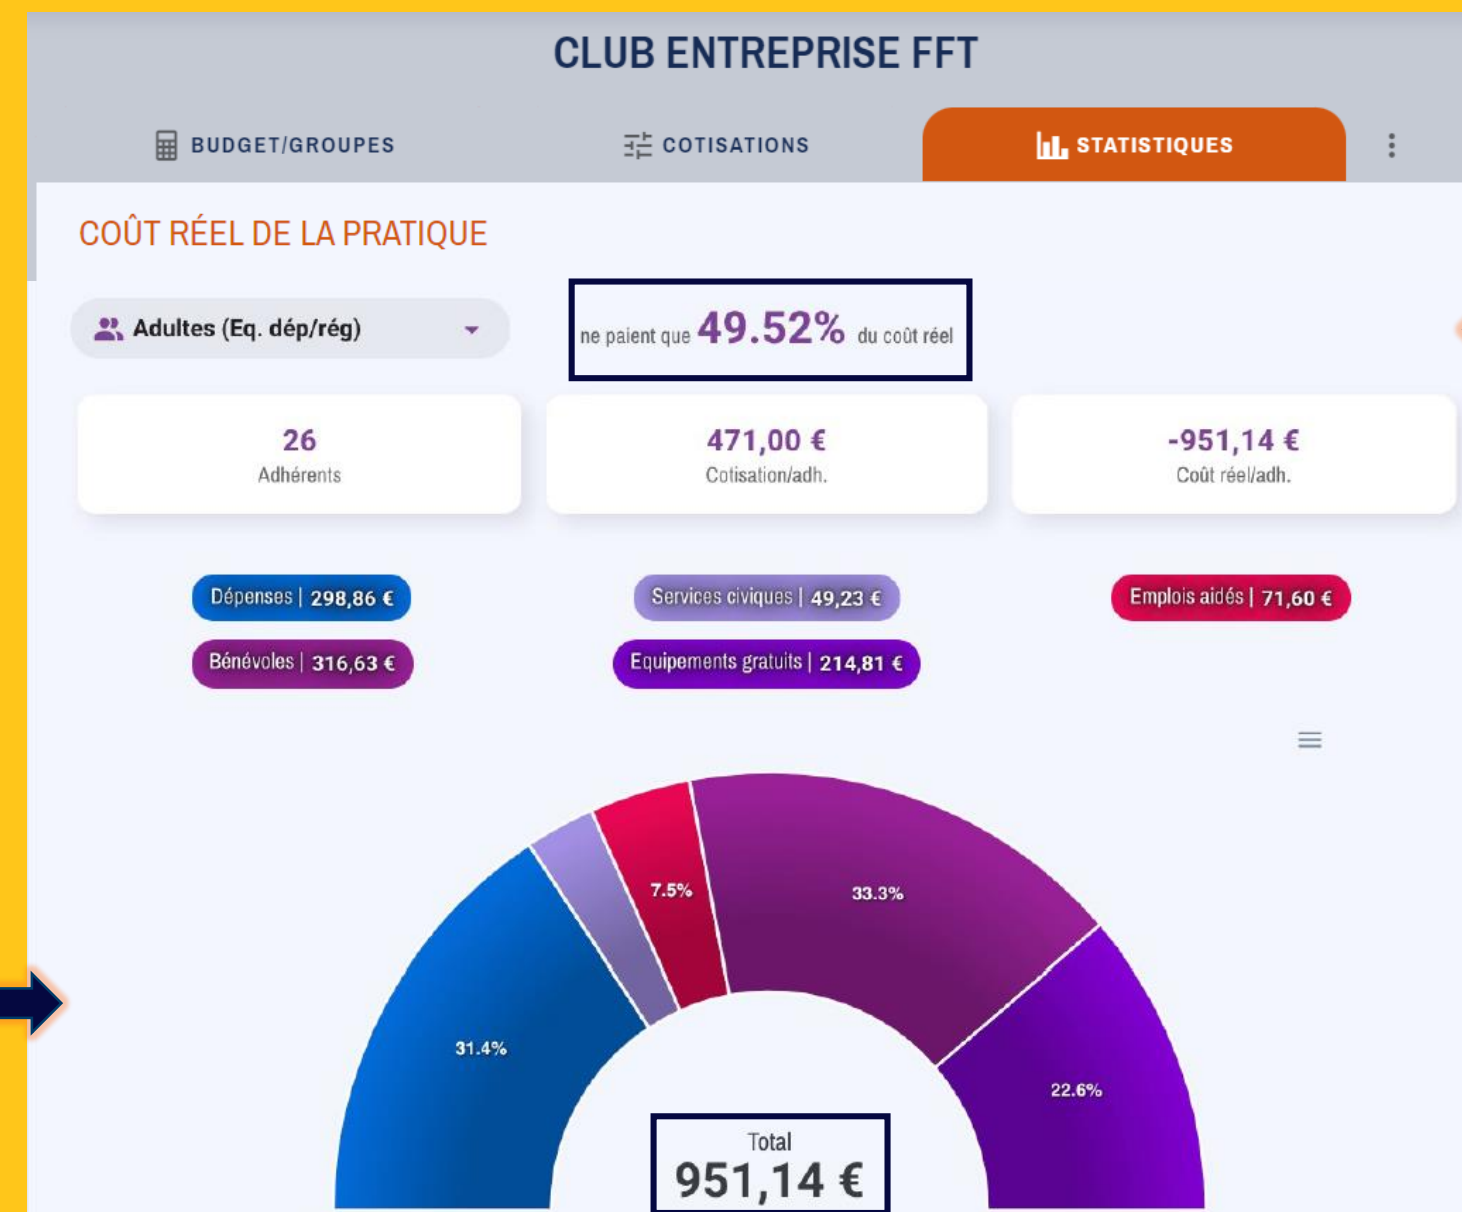 CLUB ENTREPRISE FFT
BUDGET/GROUPES
COTISATIONS
STATISTIQUES
COÛT RÉEL DE LA PRATIQUE
Adultes (Eq. dép/rég)
ne paient que 49.52% du coût réel
26
Adhérents
471,00 €
Cotisation/adh.
-951,14 €
Coût réel/adh.
Dépenses | 298,86 €
Services civiques | 49,23 €
Emplois aidés | 71,60 €
Bénévoles | 316,63 €
Equipements gratuits | 214,81 €
7.5%
33.3%
31.4%
22.6%
Total
951,14 €